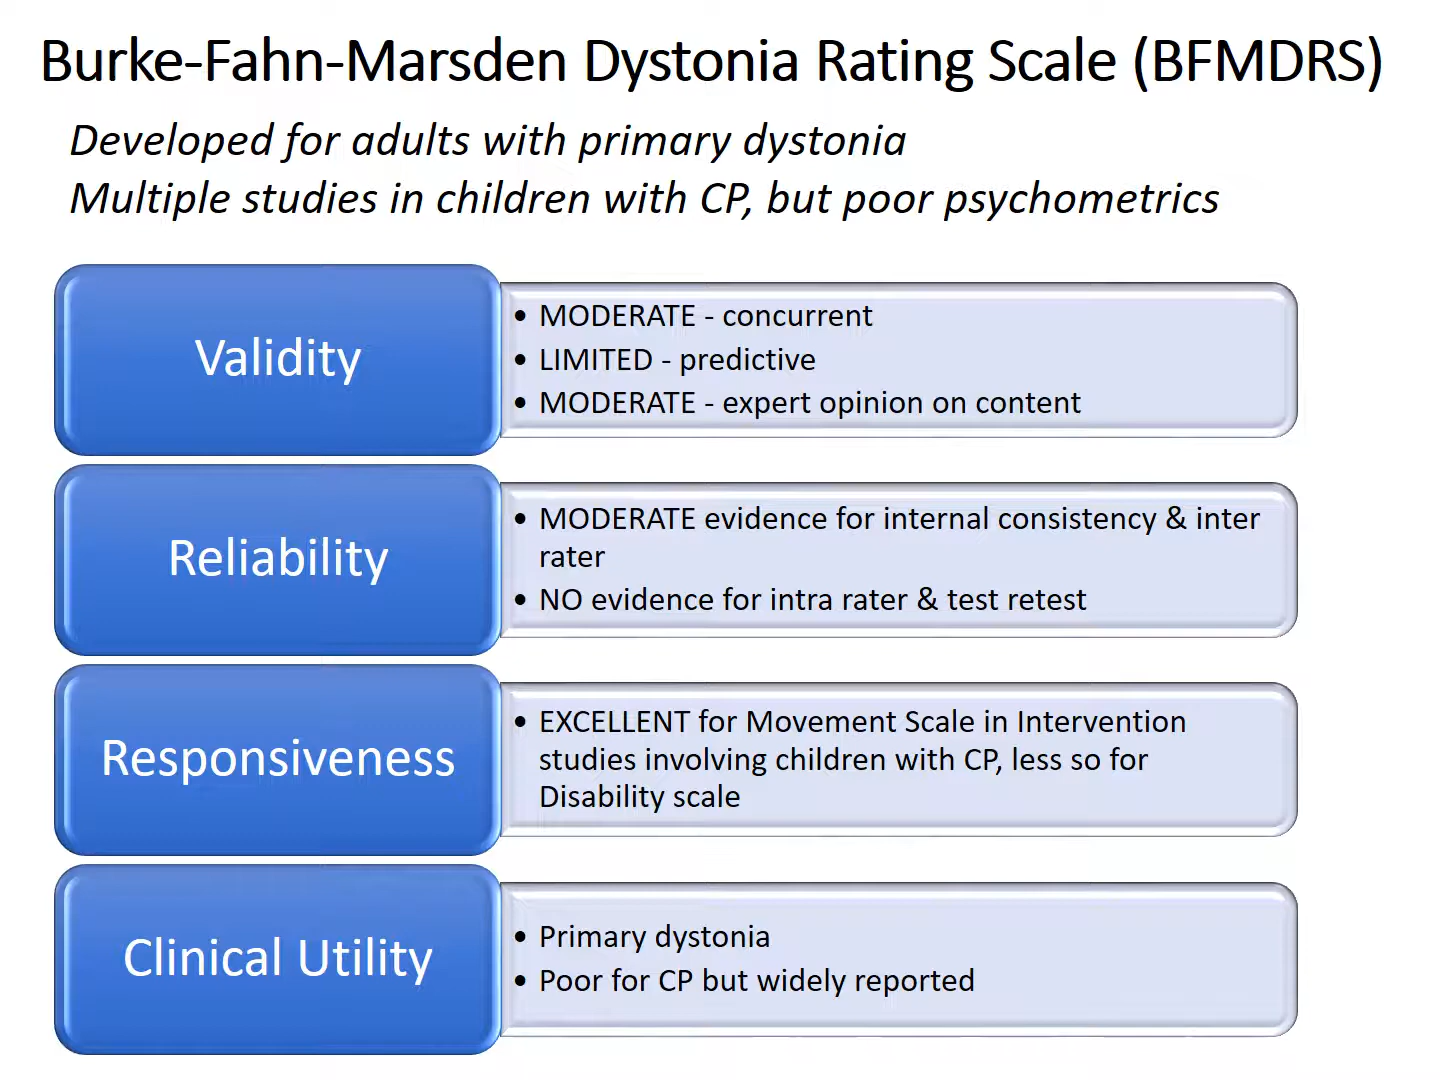 Burke-Fahn-Marsden Dystonia Rating Scale (BFMDRS)
Developed for adults with primary dystonia
Multiple studies in children with CP, but poor psychometrics
Validity
• MODERATE - concurrent
• LIMITED - predictive
• MODERATE - expert opinion on content
Reliability
• MODERATE evidence for internal consistency & inter
rater
• NO evidence for intra rater & test retest
Responsiveness
• EXCELLENT for Movement Scale in Intervention
studies involving children with CP, less so for
Disability scale
Clinical Utility
• Primary dystonia
• Poor for CP but widely reported